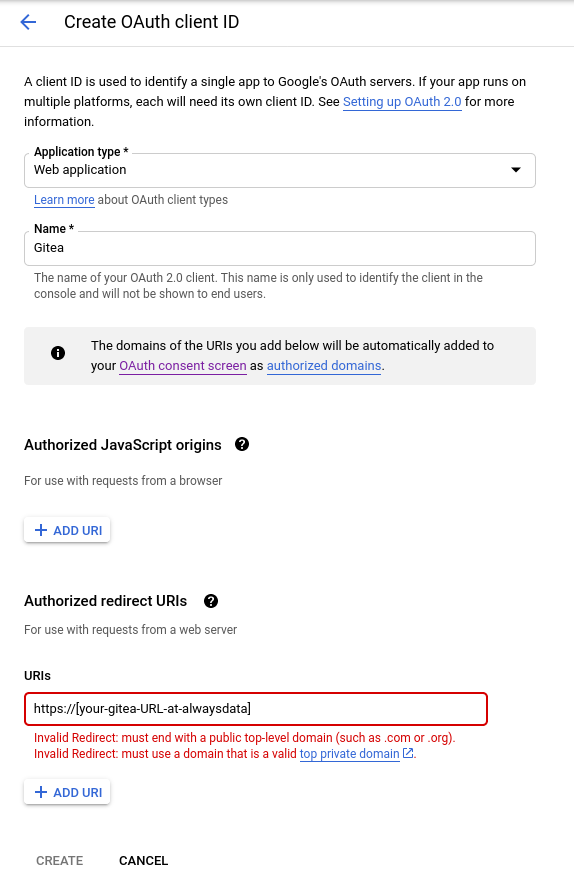 Create OAuth client ID
A client ID is used to identify a single app to Google's OAuth servers. If your app runs on
multiple platforms, each will need its own client ID. See Setting up OAuth 2.0 for more
information.
Application type *
Web application
Learn more about OAuth client types
Name *
Gitea
The name of your OAuth 2.0 client. This name is only used to identify the client in the
console and will not be shown to end users.
The domains of the URIs you add below will be automatically added to
your OAuth consent screen as authorized domains.
Authorized JavaScript origins
For use with requests from a browser
ADD URI
Authorized redirect URIs
For use with requests from a web server
URIs
https://[your-gitea-URL-at-alwaysdata]
Invalid Redirect: must end with a public top-level domain (such as .com or .org).
Invalid Redirect: must use a domain that is a valid top private domain.
ADD URI
CREATE CANCEL